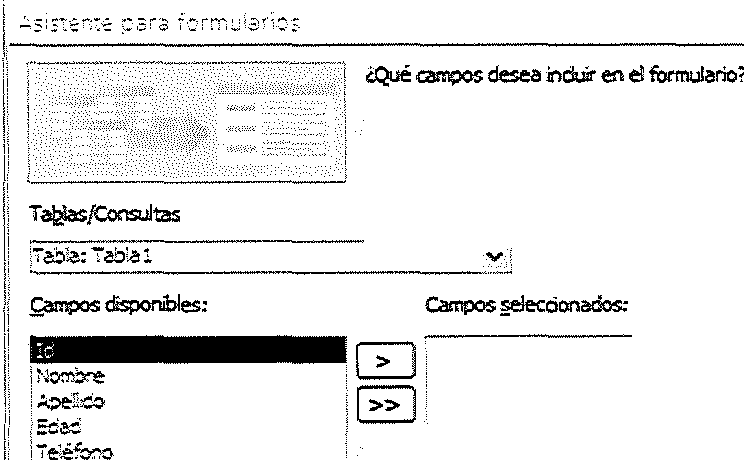 Asistente para formularios
¿Qué campos desea incluir en el formulario?
Tablas/Consultas
Tabla: Tabla1
Campos disponibles:
Campos seleccionados:
Id
Nombre
Apellido
Edad
Teléfono
>
>>